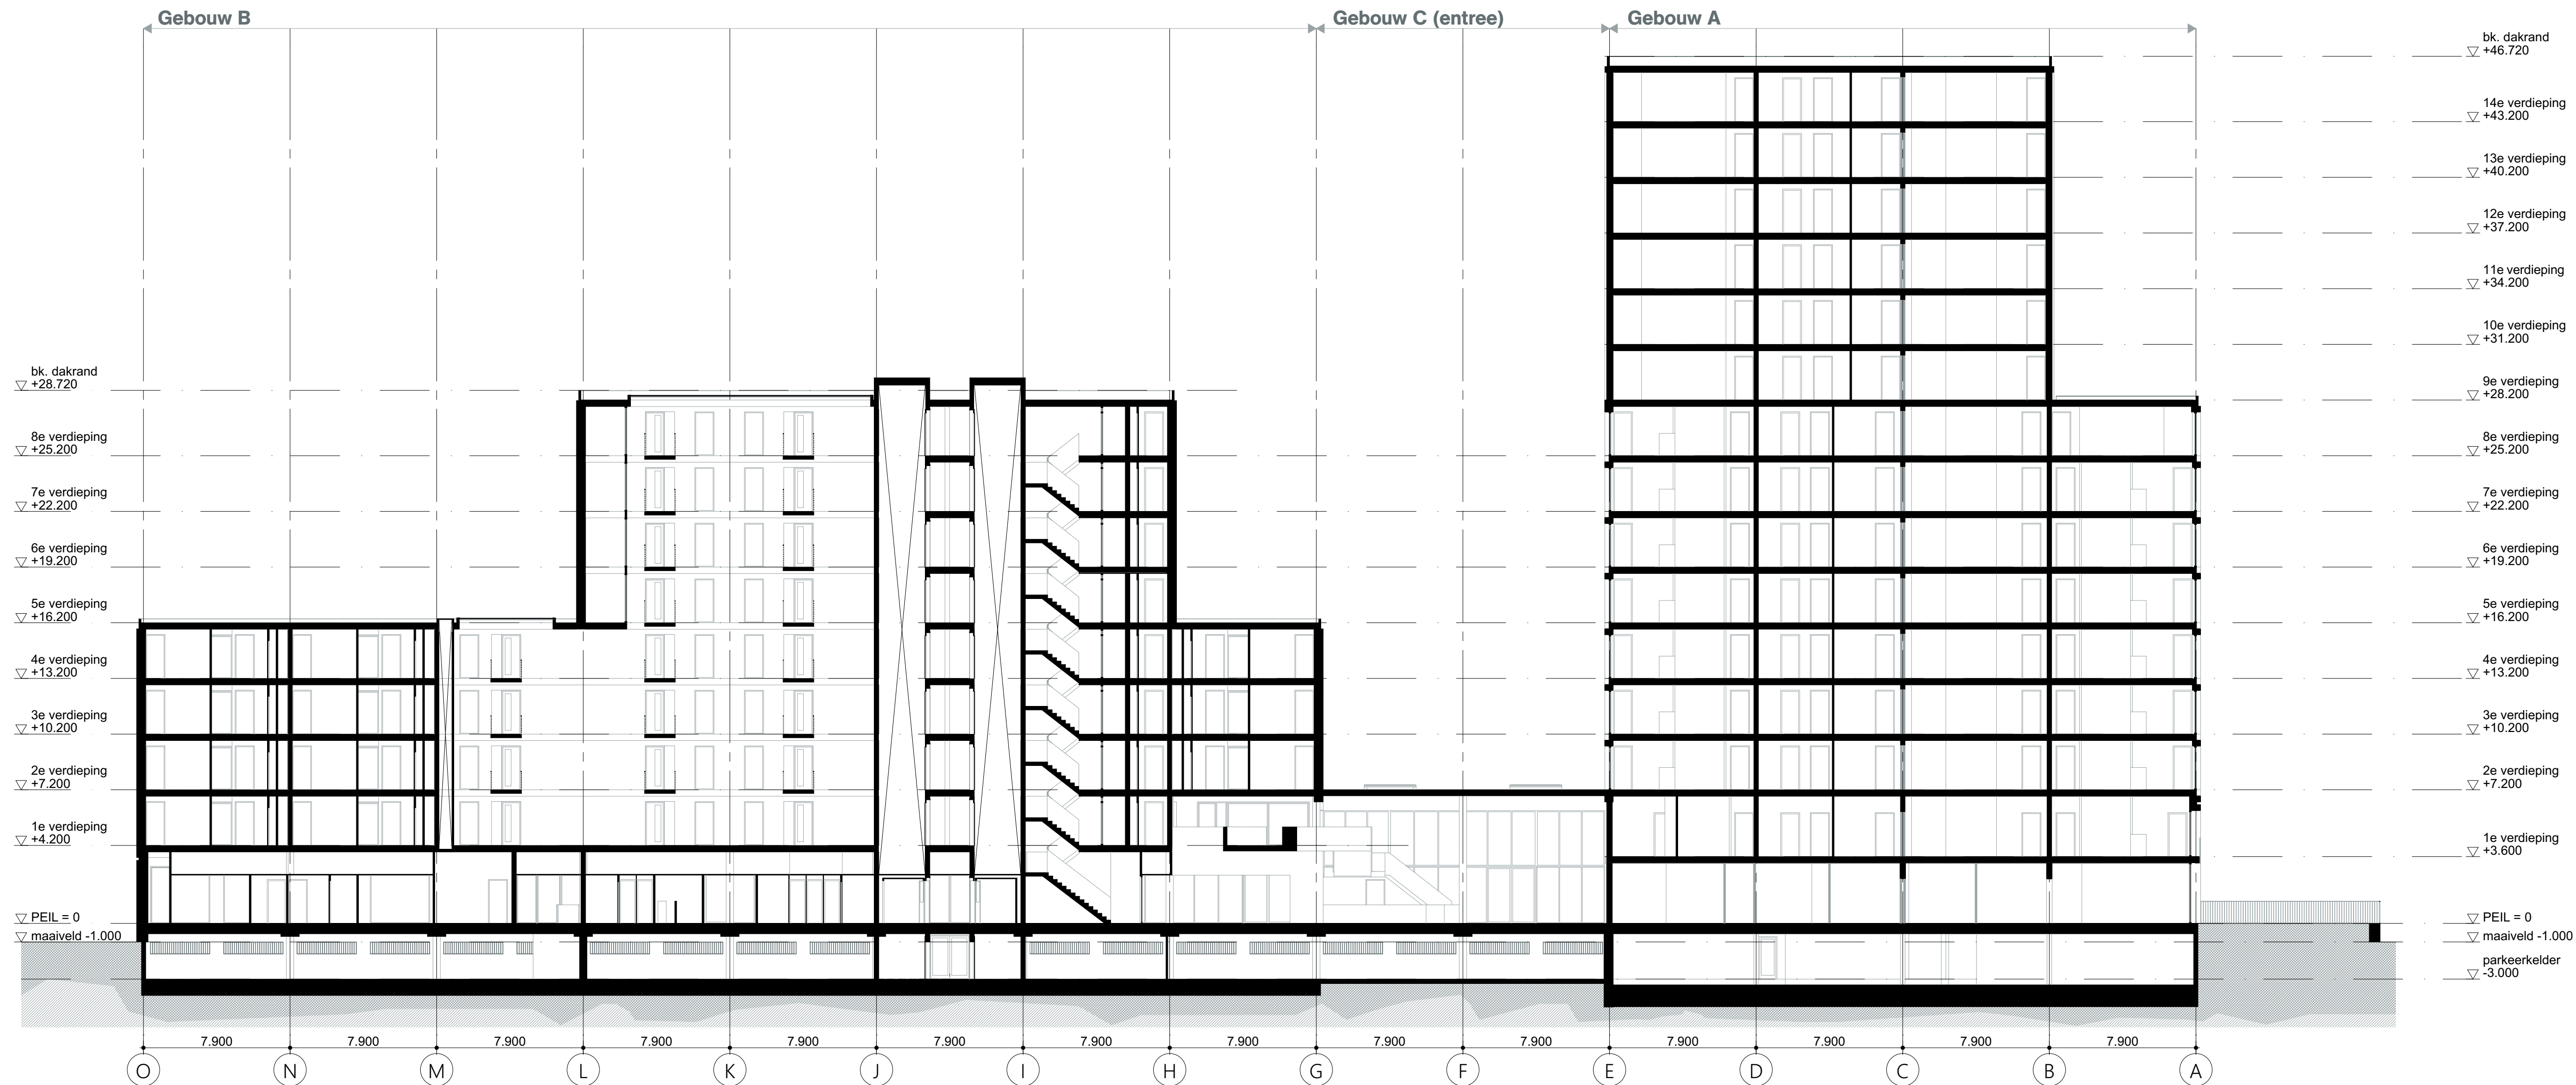 Gebouw B
Gebouw C (entree)
Gebouw A
bk. dakrand
+28.720
8e verdieping
+25.200
7e verdieping
+22.200
6e verdieping
+19.200
5e verdieping
+16.200
4e verdieping
+13.200
3e verdieping
+10.200
2e verdieping
+7.200
1e verdieping
+4.200
PEIL = 0
maaiveld -1.000
bk. dakrand
+46.720
14e verdieping
+43.200
13e verdieping
+40.200
12e verdieping
+37.200
11e verdieping
+34.200
10e verdieping
+31.200
9e verdieping
+28.200
8e verdieping
+25.200
7e verdieping
+22.200
6e verdieping
+19.200
5e verdieping
+16.200
4e verdieping
+13.200
3e verdieping
+10.200
2e verdieping
+7.200
1e verdieping
+3.600
PEIL = 0
maaiveld -1.000
parkeerkelder
-3.000
7.900 7.900 7.900 7.900 7.900 7.900 7.900 7.900 7.900 7.900 7.900 7.900 7.900 7.900
O N M L K J I H G F E D C B A